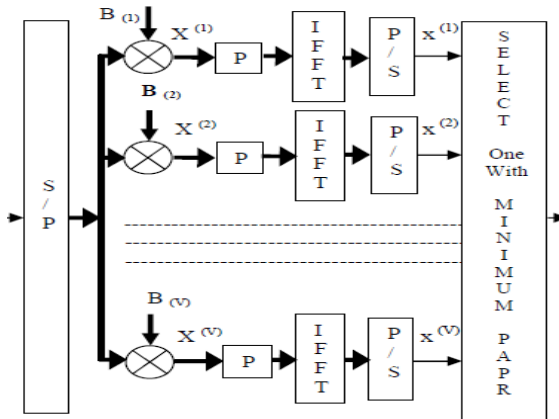 B (1)
X (1)
P
I F F T
P / S
x (1)
B (2)
X (2)
P
I F F T
P / S
x (2)
S / P
B (V)
X (V)
P
I F F T
P / S
x (V)
S E L E C T
One
With
M I N I M U M
P A P R